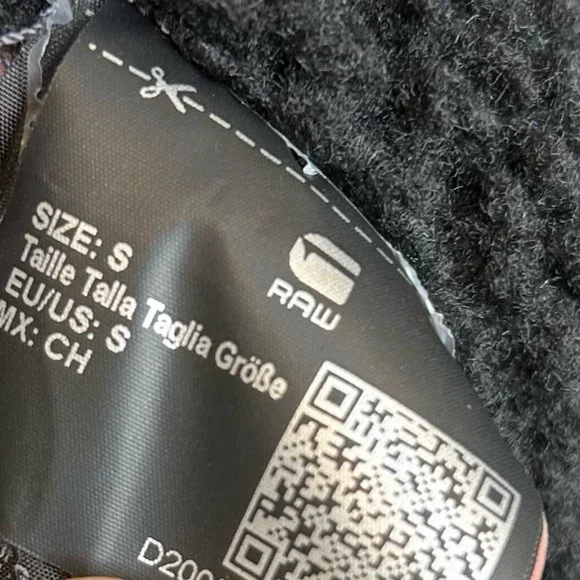 SIZE: S
Taille Talla Taglia Größe
EU/US: S
MX: CH
RAW